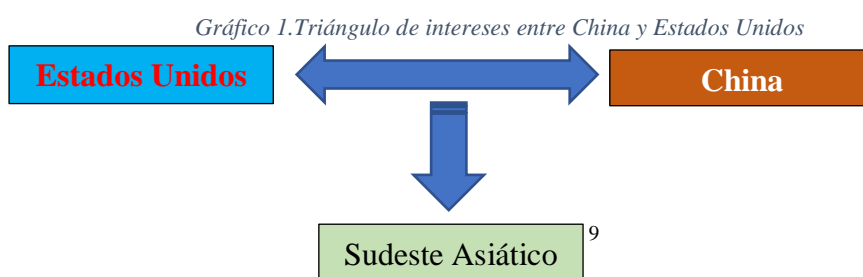 Gráfico 1.Triángulo de intereses entre China y Estados Unidos
Estados Unidos
China
Sudeste Asiático 9